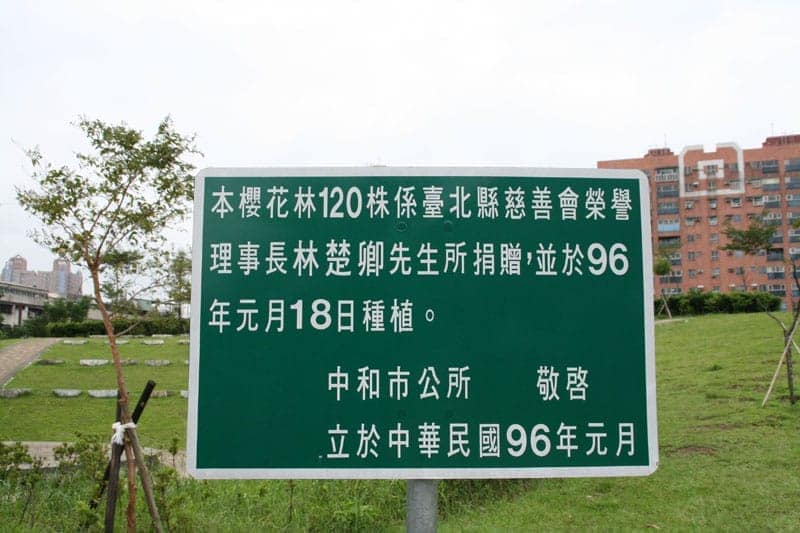 本櫻花林120株係臺北縣慈善會榮譽
理事長林楚卿先生所捐贈,並於96
年元月18日種植。
中和市公所 敬啓
立於中華民國96年元月